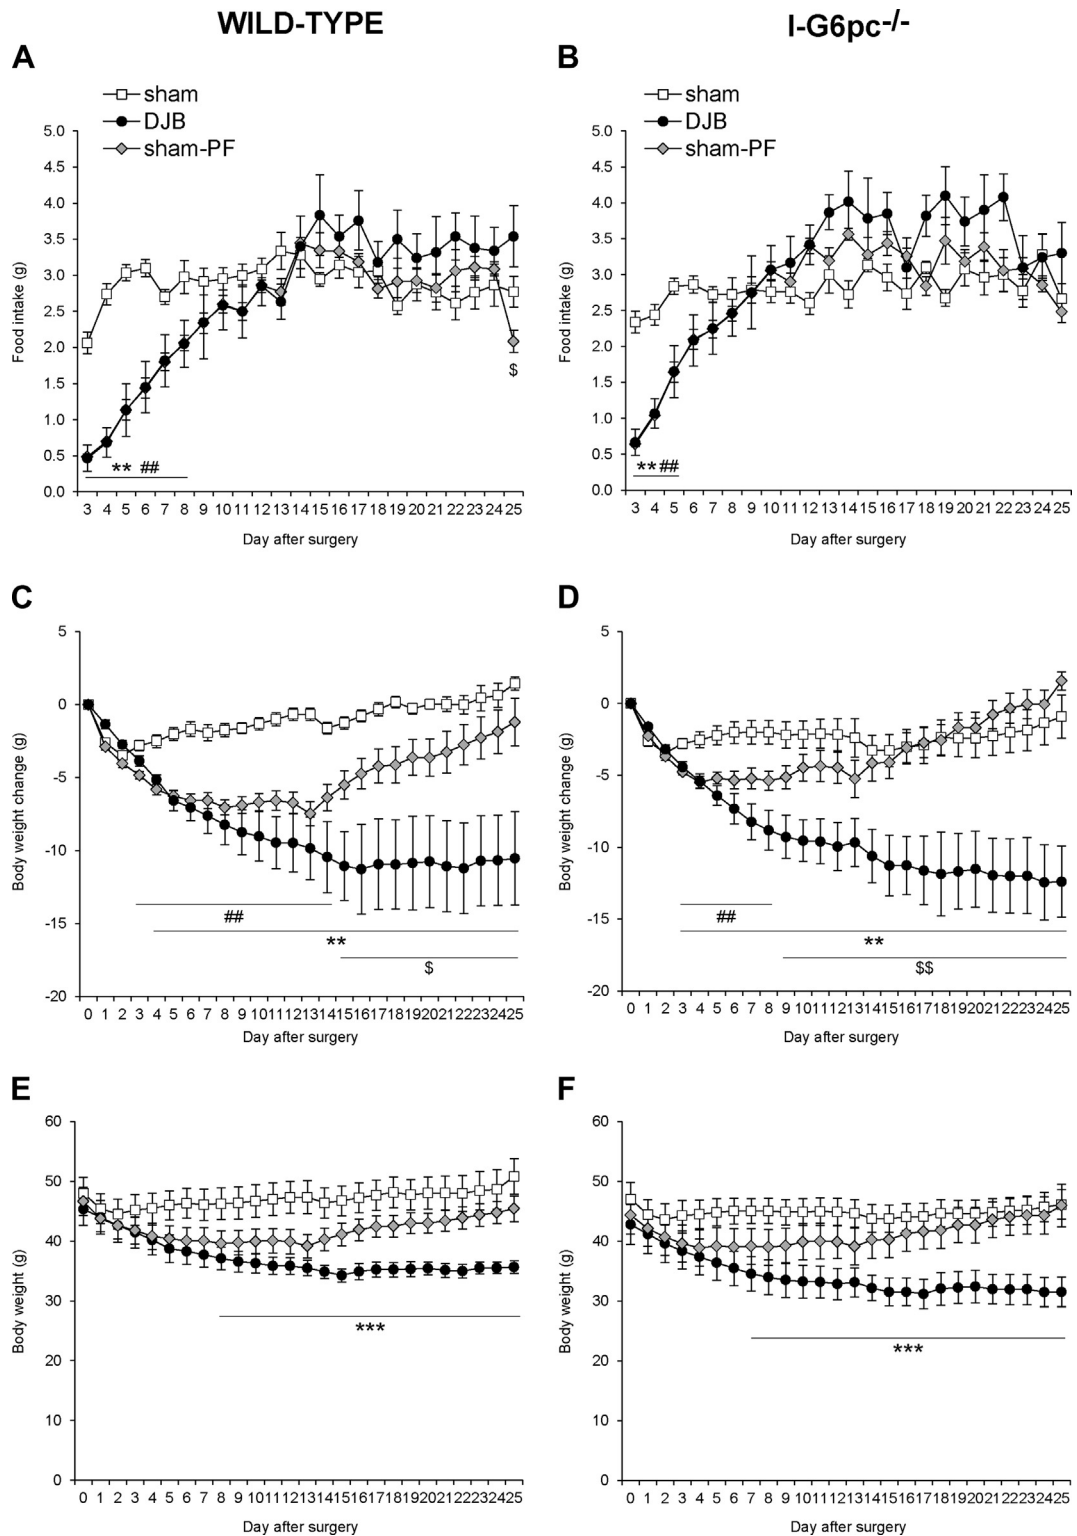 WILD-TYPE
I-G6pc-/-
A
sham
DJB
sham-PF
5.0
4.5
4.0
3.5
3.0
2.5
2.0
1.5
1.0
0.5
0.0
Food intake (g)
** ##
$
3 4 5 6 7 8 9 10 11 12 13 14 15 16 17 18 19 20 21 22 23 24 25
Day after surgery
B
sham
DJB
sham-PF
5.0
4.5
4.0
3.5
3.0
2.5
2.0
1.5
1.0
0.5
0.0
Food intake (g)
** ##
3 4 5 6 7 8 9 10 11 12 13 14 15 16 17 18 19 20 21 22 23 24 25
Day after surgery
C
5
0
-5
-10
-15
-20
Body weight change (g)
##
**
$
0 1 2 3 4 5 6 7 8 9 10 11 12 13 14 15 16 17 18 19 20 21 22 23 24 25
Day after surgery
D
5
0
-5
-10
-15
-20
Body weight change (g)
##
**
$$
0 1 2 3 4 5 6 7 8 9 10 11 12 13 14 15 16 17 18 19 20 21 22 23 24 25
Day after surgery
E
60
50
40
30
20
10
0
Body weight (g)
***
0 1 2 3 4 5 6 7 8 9 10 11 12 13 14 15 16 17 18 19 20 21 22 23 24 25
Day after surgery
F
60
50
40
30
20
10
0
Body weight (g)
***
0 1 2 3 4 5 6 7 8 9 10 11 12 13 14 15 16 17 18 19 20 21 22 23 24 25
Day after surgery